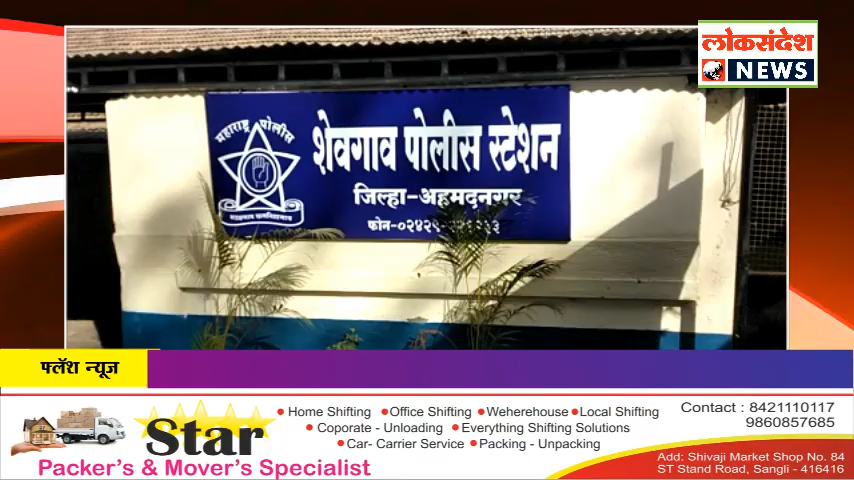 लोकसंदेश
NEWS
महाराष्ट्र पोलीस
शेवगाव पोलीस स्टेशन
जिल्हा-अहमदनगर
फोन-०२४२९-
फ्लॅश न्यूज
Star
Packer's & Mover's Specialist
Home Shifting Office Shifting Weherehouse Local Shifting
Coporate - Unloading Everything Shifting Solutions
Car- Carrier Service Packing - Unpacking
Contact : 8421110117
9860857685
Add: Shivaji Market Shop No. 84
ST Stand Road, Sangli - 416416